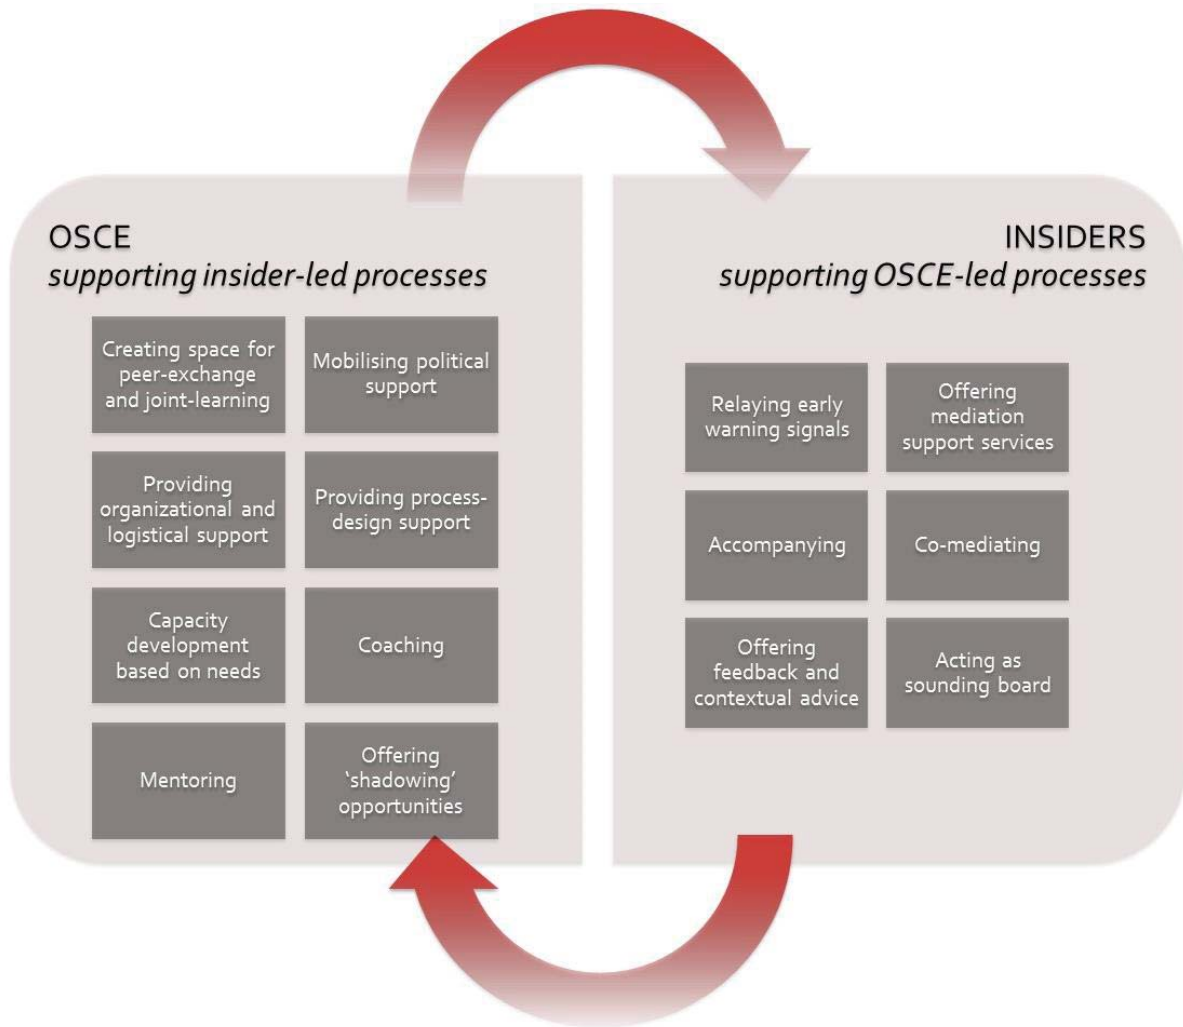 OSCE
supporting insider-led processes
Creating space for
peer-exchange
and joint-learning
Mobilising political
support
Providing
organizational and
logistical support
Providing process-
design support
Capacity
development
based on needs
Coaching
Mentoring
Offering
‘shadowing’
opportunities
INSIDERS
supporting OSCE-led processes
Relaying early
warning signals
Offering
mediation
support services
Accompanying
Co-mediating
Offering
feedback and
contextual advice
Acting as
sounding board